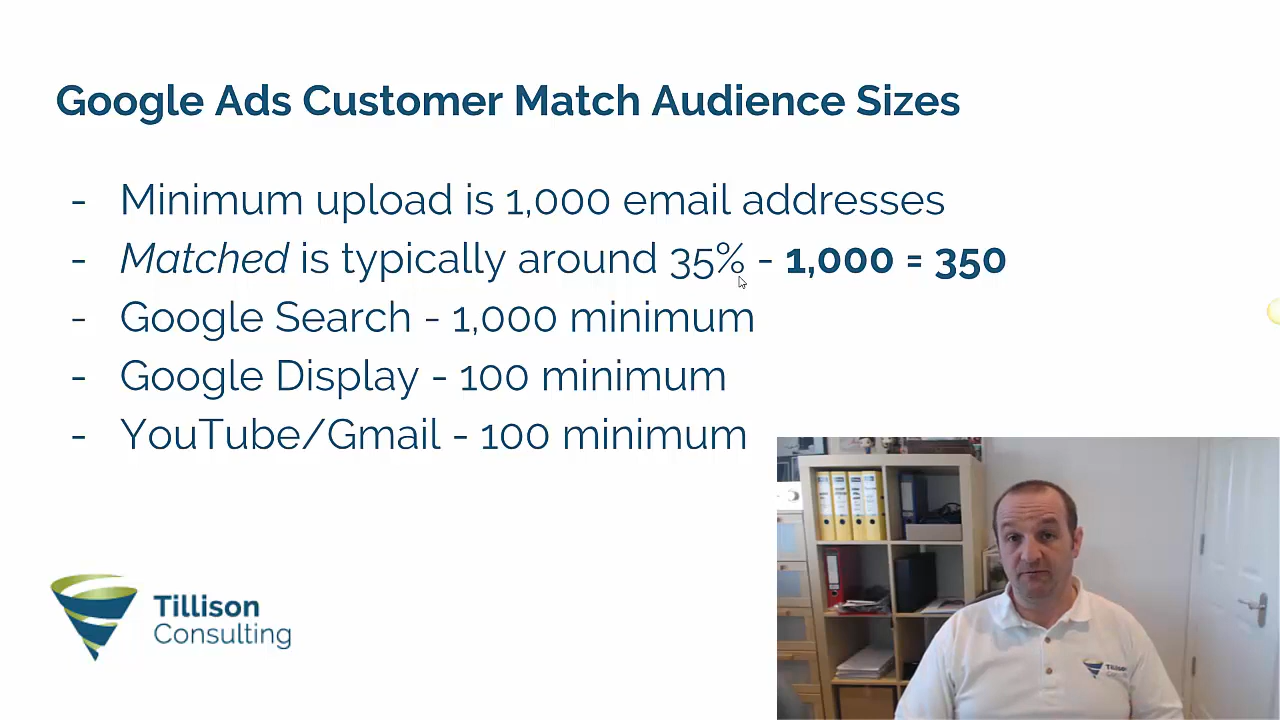 Google Ads Customer Match Audience Sizes
- Minimum upload is 1,000 email addresses
- Matched is typically around 35% - 1,000 = 350
- Google Search - 1,000 minimum
- Google Display - 100 minimum
- YouTube/Gmail - 100 minimum
Tillison
Consulting
Tillison